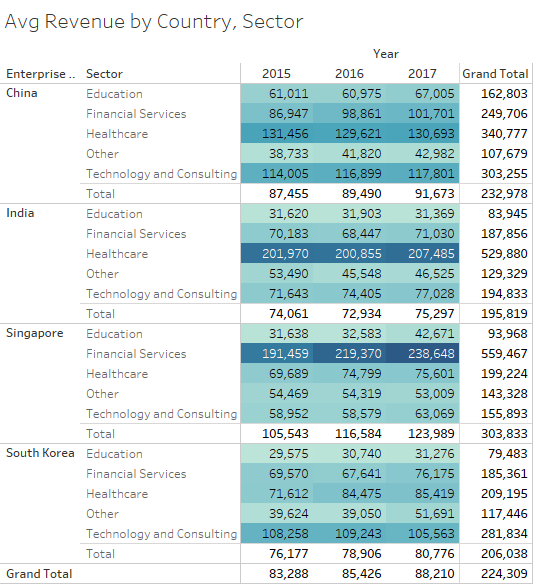 Avg Revenue by Country, Sector
Year
Enterprise .. Sector 2015 2016 2017 Grand Total
China Education 61,011 60,975 67,005 162,803
Financial Services 86,947 98,861 101,701 249,706
Healthcare 131,456 129,621 130,693 340,777
Other 38,733 41,820 42,982 107,679
Technology and Consulting 114,005 116,899 117,801 303,255
Total 87,455 89,490 91,673 232,978
India Education 31,620 31,903 31,369 83,945
Financial Services 70,183 68,447 71,030 187,856
Healthcare 201,970 200,855 207,485 529,880
Other 53,490 45,548 46,525 129,329
Technology and Consulting 71,643 74,405 77,028 194,833
Total 74,061 72,934 75,297 195,819
Singapore Education 31,638 32,583 42,671 93,968
Financial Services 191,459 219,370 238,648 559,467
Healthcare 69,689 74,799 75,601 199,224
Other 54,469 54,319 53,009 143,328
Technology and Consulting 58,952 58,579 63,069 155,893
Total 105,543 116,584 123,989 303,833
South Korea Education 29,575 30,740 31,276 79,483
Financial Services 69,570 67,641 76,175 185,361
Healthcare 71,612 84,475 85,419 209,195
Other 39,624 39,050 51,691 117,446
Technology and Consulting 108,258 109,243 105,563 281,834
Total 76,177 78,906 80,776 206,038
Grand Total 83,288 85,426 88,210 224,309